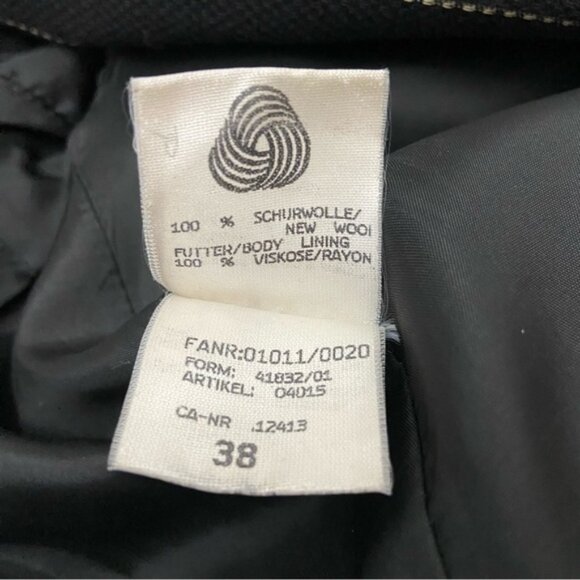 100 % SCHURWOLLE/
NEW WOOl
FUTTER/BODY LINING
100 % VISKOSE/RAYON
FANR:01011/0020
FORM: 41832/01
ARTIKEL: 04015
CA-NR .12413
38